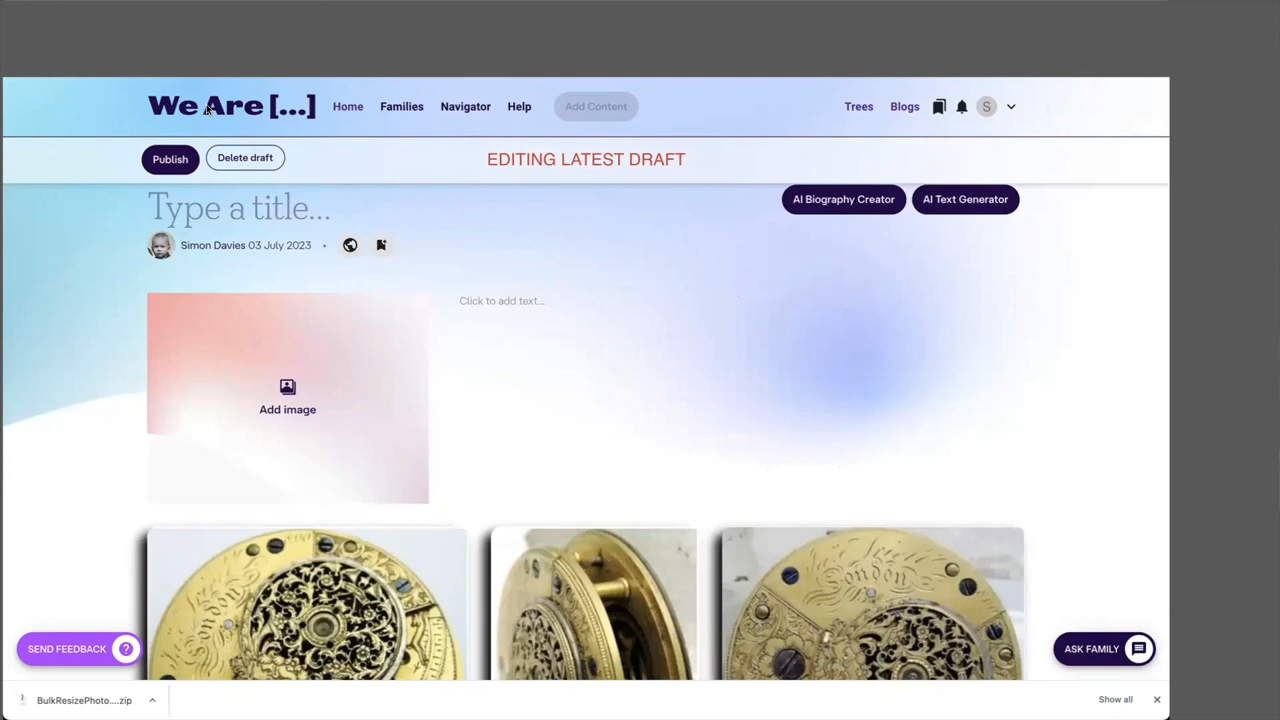 We Are [...] Home Families Navigator Help Add Content Trees Blogs S
Publish Delete draft EDITING LATEST DRAFT
Type a title... AI Biography Creator AI Text Generator
Simon Davies 03 July 2023 •
Click to add text...
Add image
London
London
SEND FEEDBACK ?
ASK FAMILY
BulkResizePhoto....zip Show all